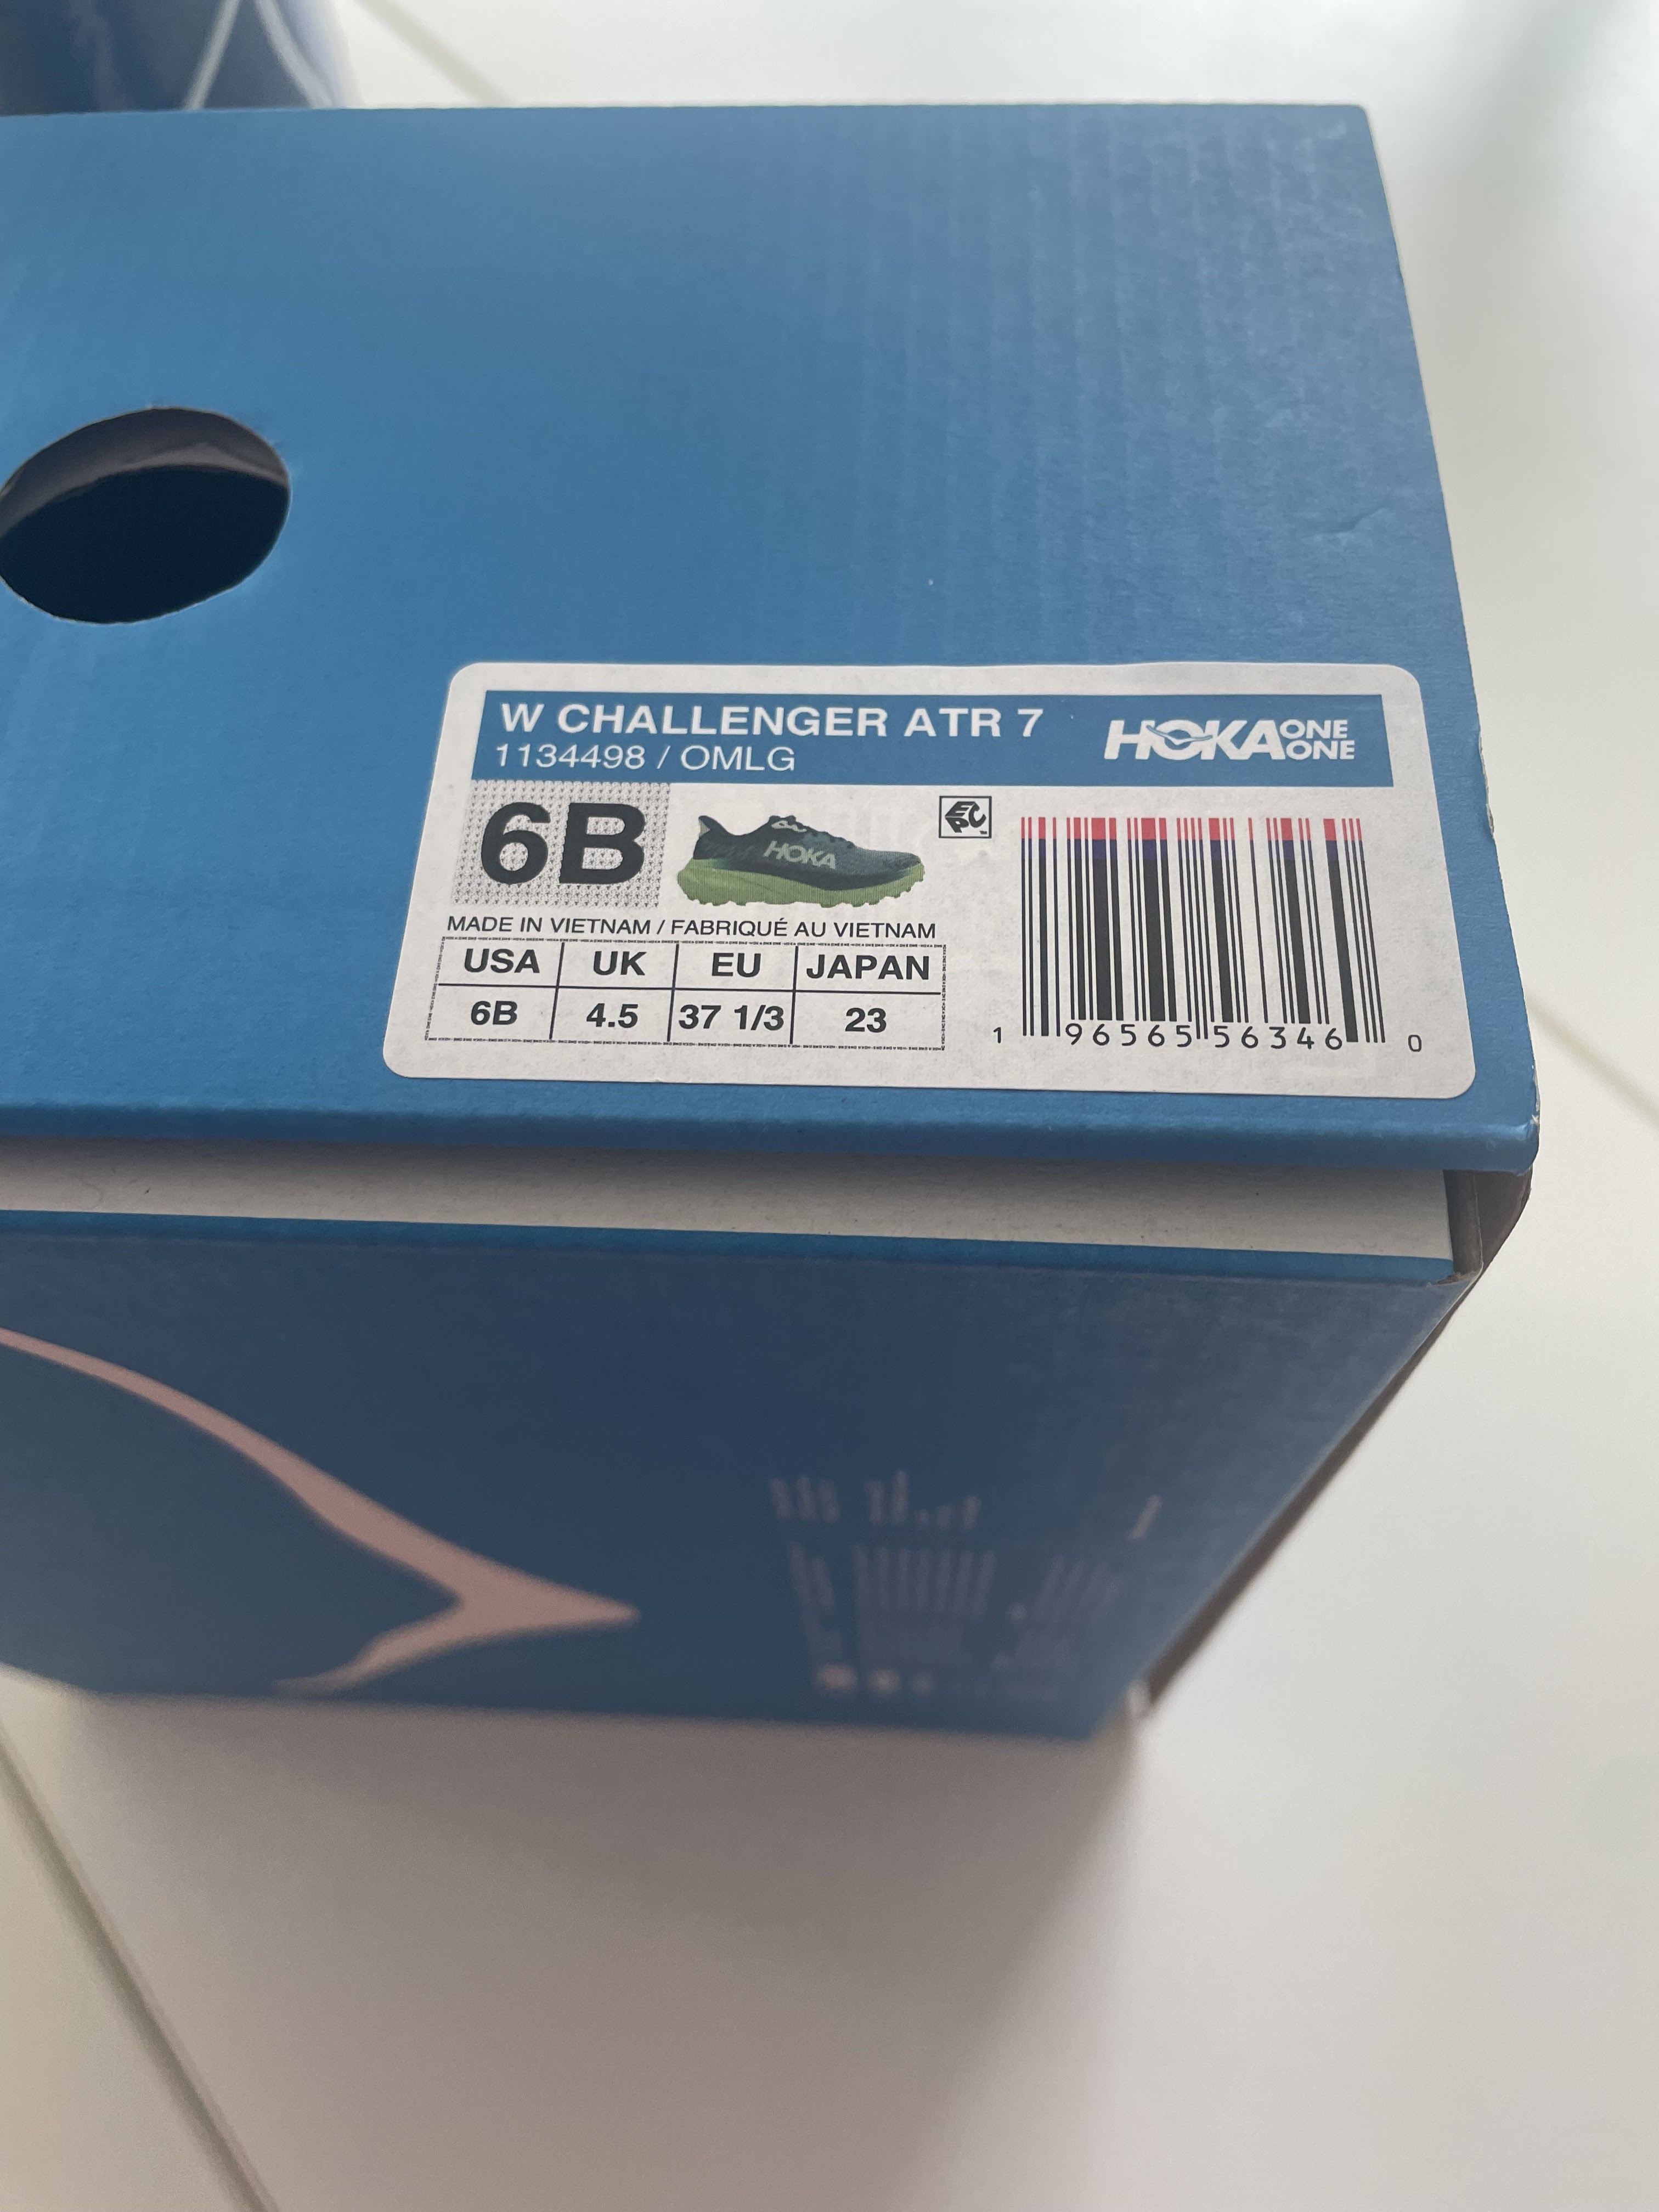 W CHALLENGER ATR 7
1134498 / OMLG
HOKA ONE ONE
6B
HOKA
EPC
MADE IN VIETNAM / FABRIQUÉ AU VIETNAM
USA UK EU JAPAN
6B 4.5 37 1/3 23
1 96565 56346 0